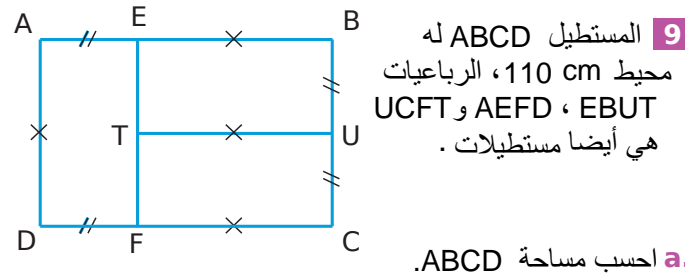 A E B
9 المستطيل ABCD له
محيط 110 cm، الرباعيات
EBUT ، AEFD و UCFT
هي أيضا مستطيلات .
T U
D F C
a. احسب مساحة ABCD.